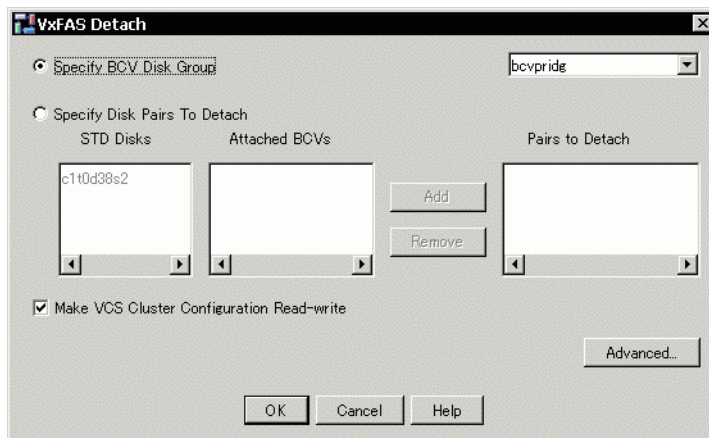 VxFAS Detach
Specify BCV Disk Group
bcvpridg
Specify Disk Pairs To Detach
STD Disks Attached BCVs Pairs to Detach
c1t0d38s2
Add
Remove
Make VCS Cluster Configuration Read-write
Advanced...
OK Cancel Help